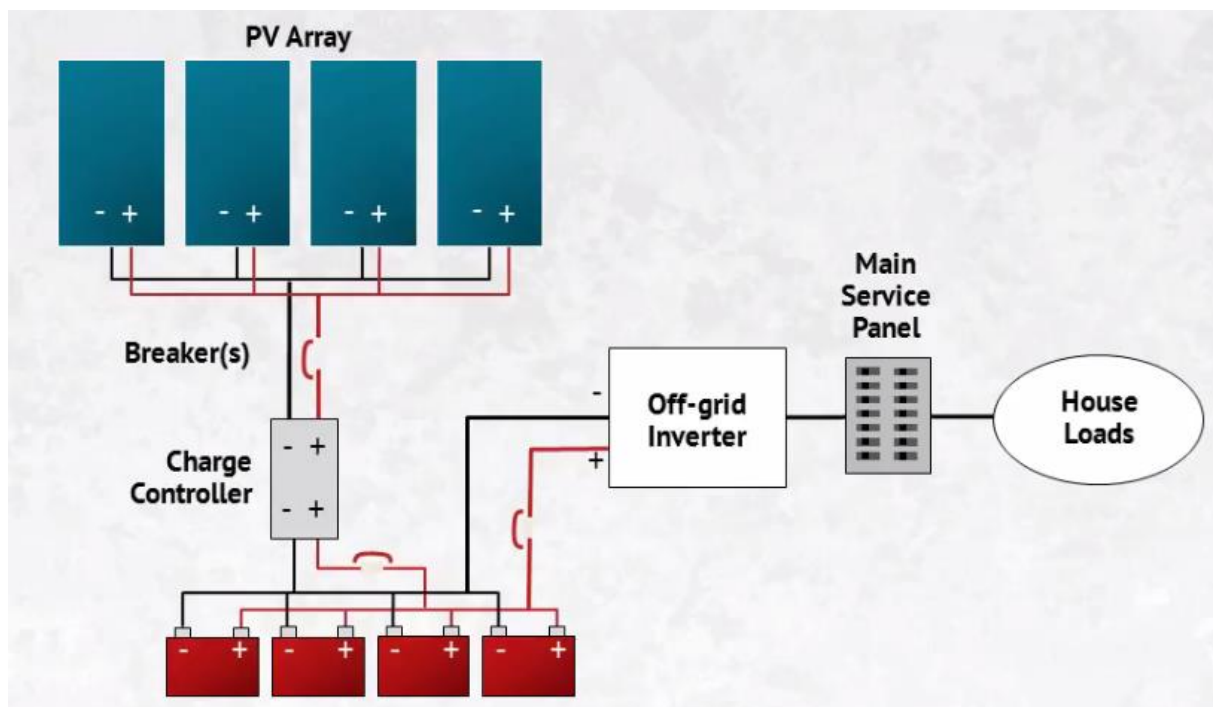 PV Array
- + - + - + - +
Breaker(s)
Main
Service
Panel
-
Off-grid
Inverter
+
House
Loads
Charge
Controller
- +
- +
- + - + - + - +